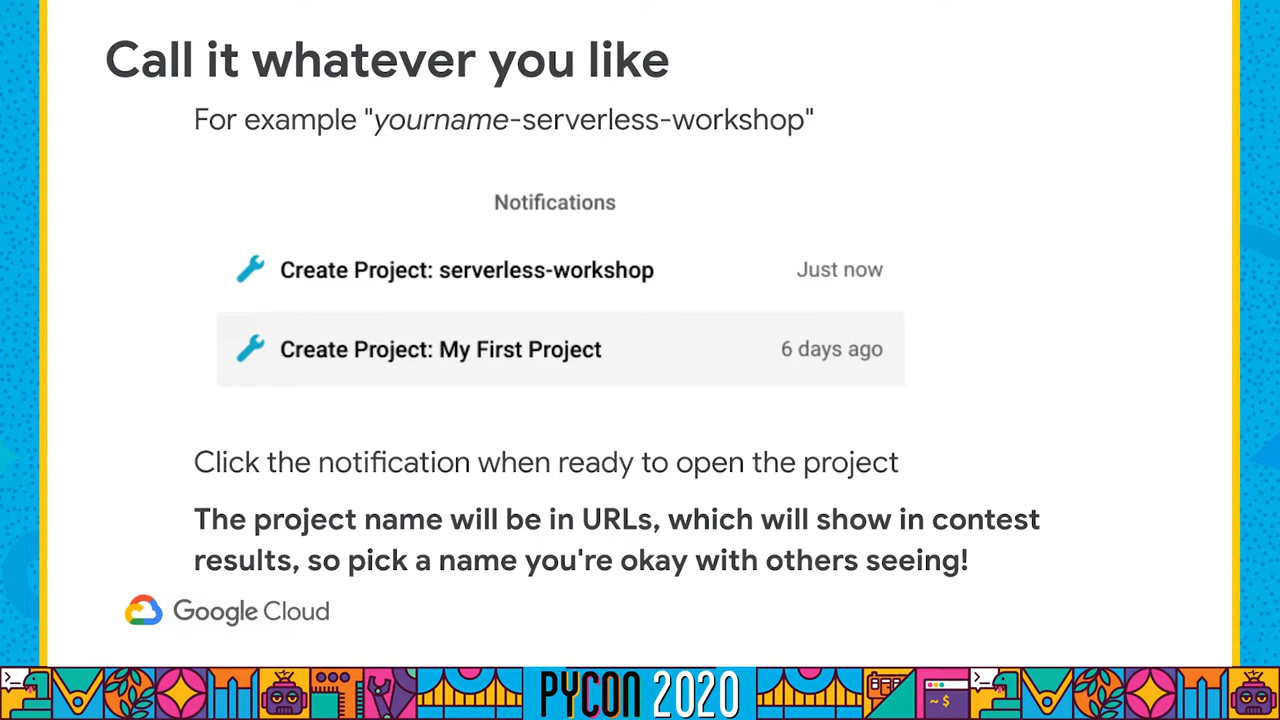 Call it whatever you like
For example "yourname-serverless-workshop"
Notifications
Create Project: serverless-workshop Just now
Create Project: My First Project 6 days ago
Click the notification when ready to open the project
The project name will be in URLs, which will show in contest
results, so pick a name you're okay with others seeing!
Google Cloud
~$
PYCON 2020
~$